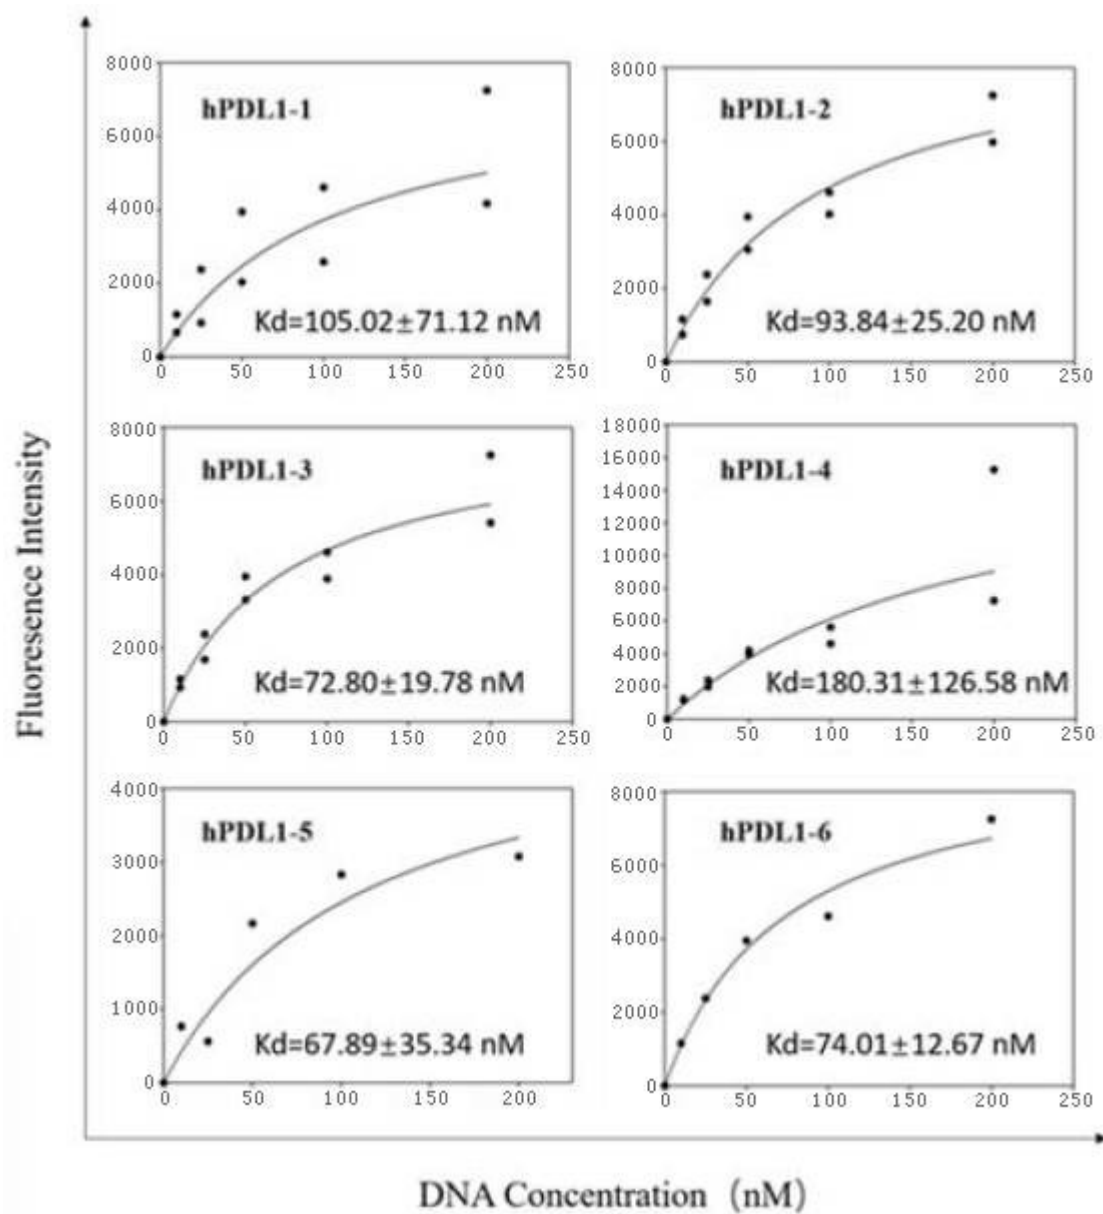 Fluoresence Intensity
8000
6000
4000
2000
0
hPDL1-1
Kd=105.02±71.12 nM
0 50 100 150 200 250
8000
6000
4000
2000
0
hPDL1-2
Kd=93.84±25.20 nM
0 50 100 150 200 250
8000
6000
4000
2000
0
hPDL1-3
Kd=72.80±19.78 nM
0 50 100 150 200 250
18000
16000
14000
12000
10000
8000
6000
4000
2000
0
hPDL1-4
Kd=180.31±126.58 nM
0 50 100 150 200 250
4000
3000
2000
1000
0
hPDL1-5
Kd=67.89±35.34 nM
0 50 100 150 200
8000
6000
4000
2000
0
hPDL1-6
Kd=74.01±12.67 nM
0 50 100 150 200 250
DNA Concentration（nM）